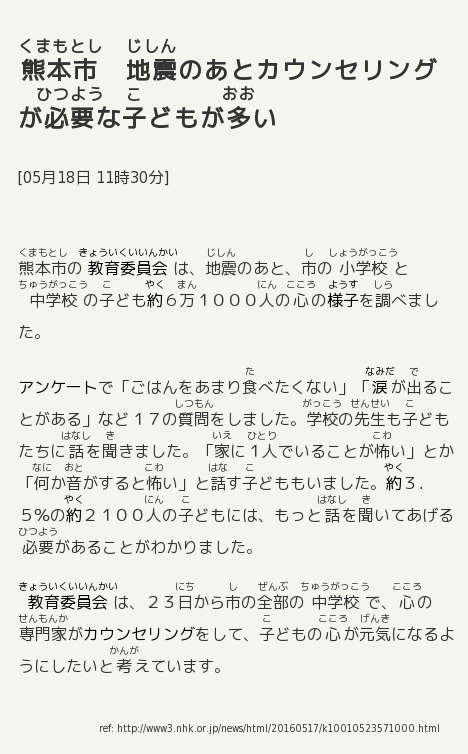 くまもとし じしん
熊本市 地震のあとカウンセリング
ひつよう こ おお
が必要な子どもが多い
[05月18日 11時30分]
くまもとし きょういくいいんかい じしん し しょうがっこう
熊本市の 教育委員会 は、地震のあと、市の 小学校 と
ちゅうがっこう こ やく まん にん こころ ようす しら
中学校 の子ども約６万１０００人の心の様子を調べまし
た。
た なみだ で
アンケートで「ごはんをあまり食べたくない」「涙が出るこ
しつもん がっこう せんせい こ
とがある」など１７の質問をしました。学校の先生も子ども
はなし き いえ ひとり こわ
たちに話を聞きました。「家に１人でいることが怖い」とか
なに おと こわ はな こ やく
「何か音がすると怖い」と話す子どももいました。約３.
やく にん こ はなし き
５%の約２１００人の子どもには、もっと話を聞いてあげる
ひつよう
必要があることがわかりました。
きょういくいいんかい にち し ぜんぶ ちゅうがっこう こころ
教育委員会 は、２３日から市の全部の 中学校 で、心の
せんもんか こ こころ げんき
専門家がカウンセリングをして、子どもの心が元気になるよ
かんが
うにしたいと考えています。
ref: http://www3.nhk.or.jp/news/html/20160517/k10010523571000.html